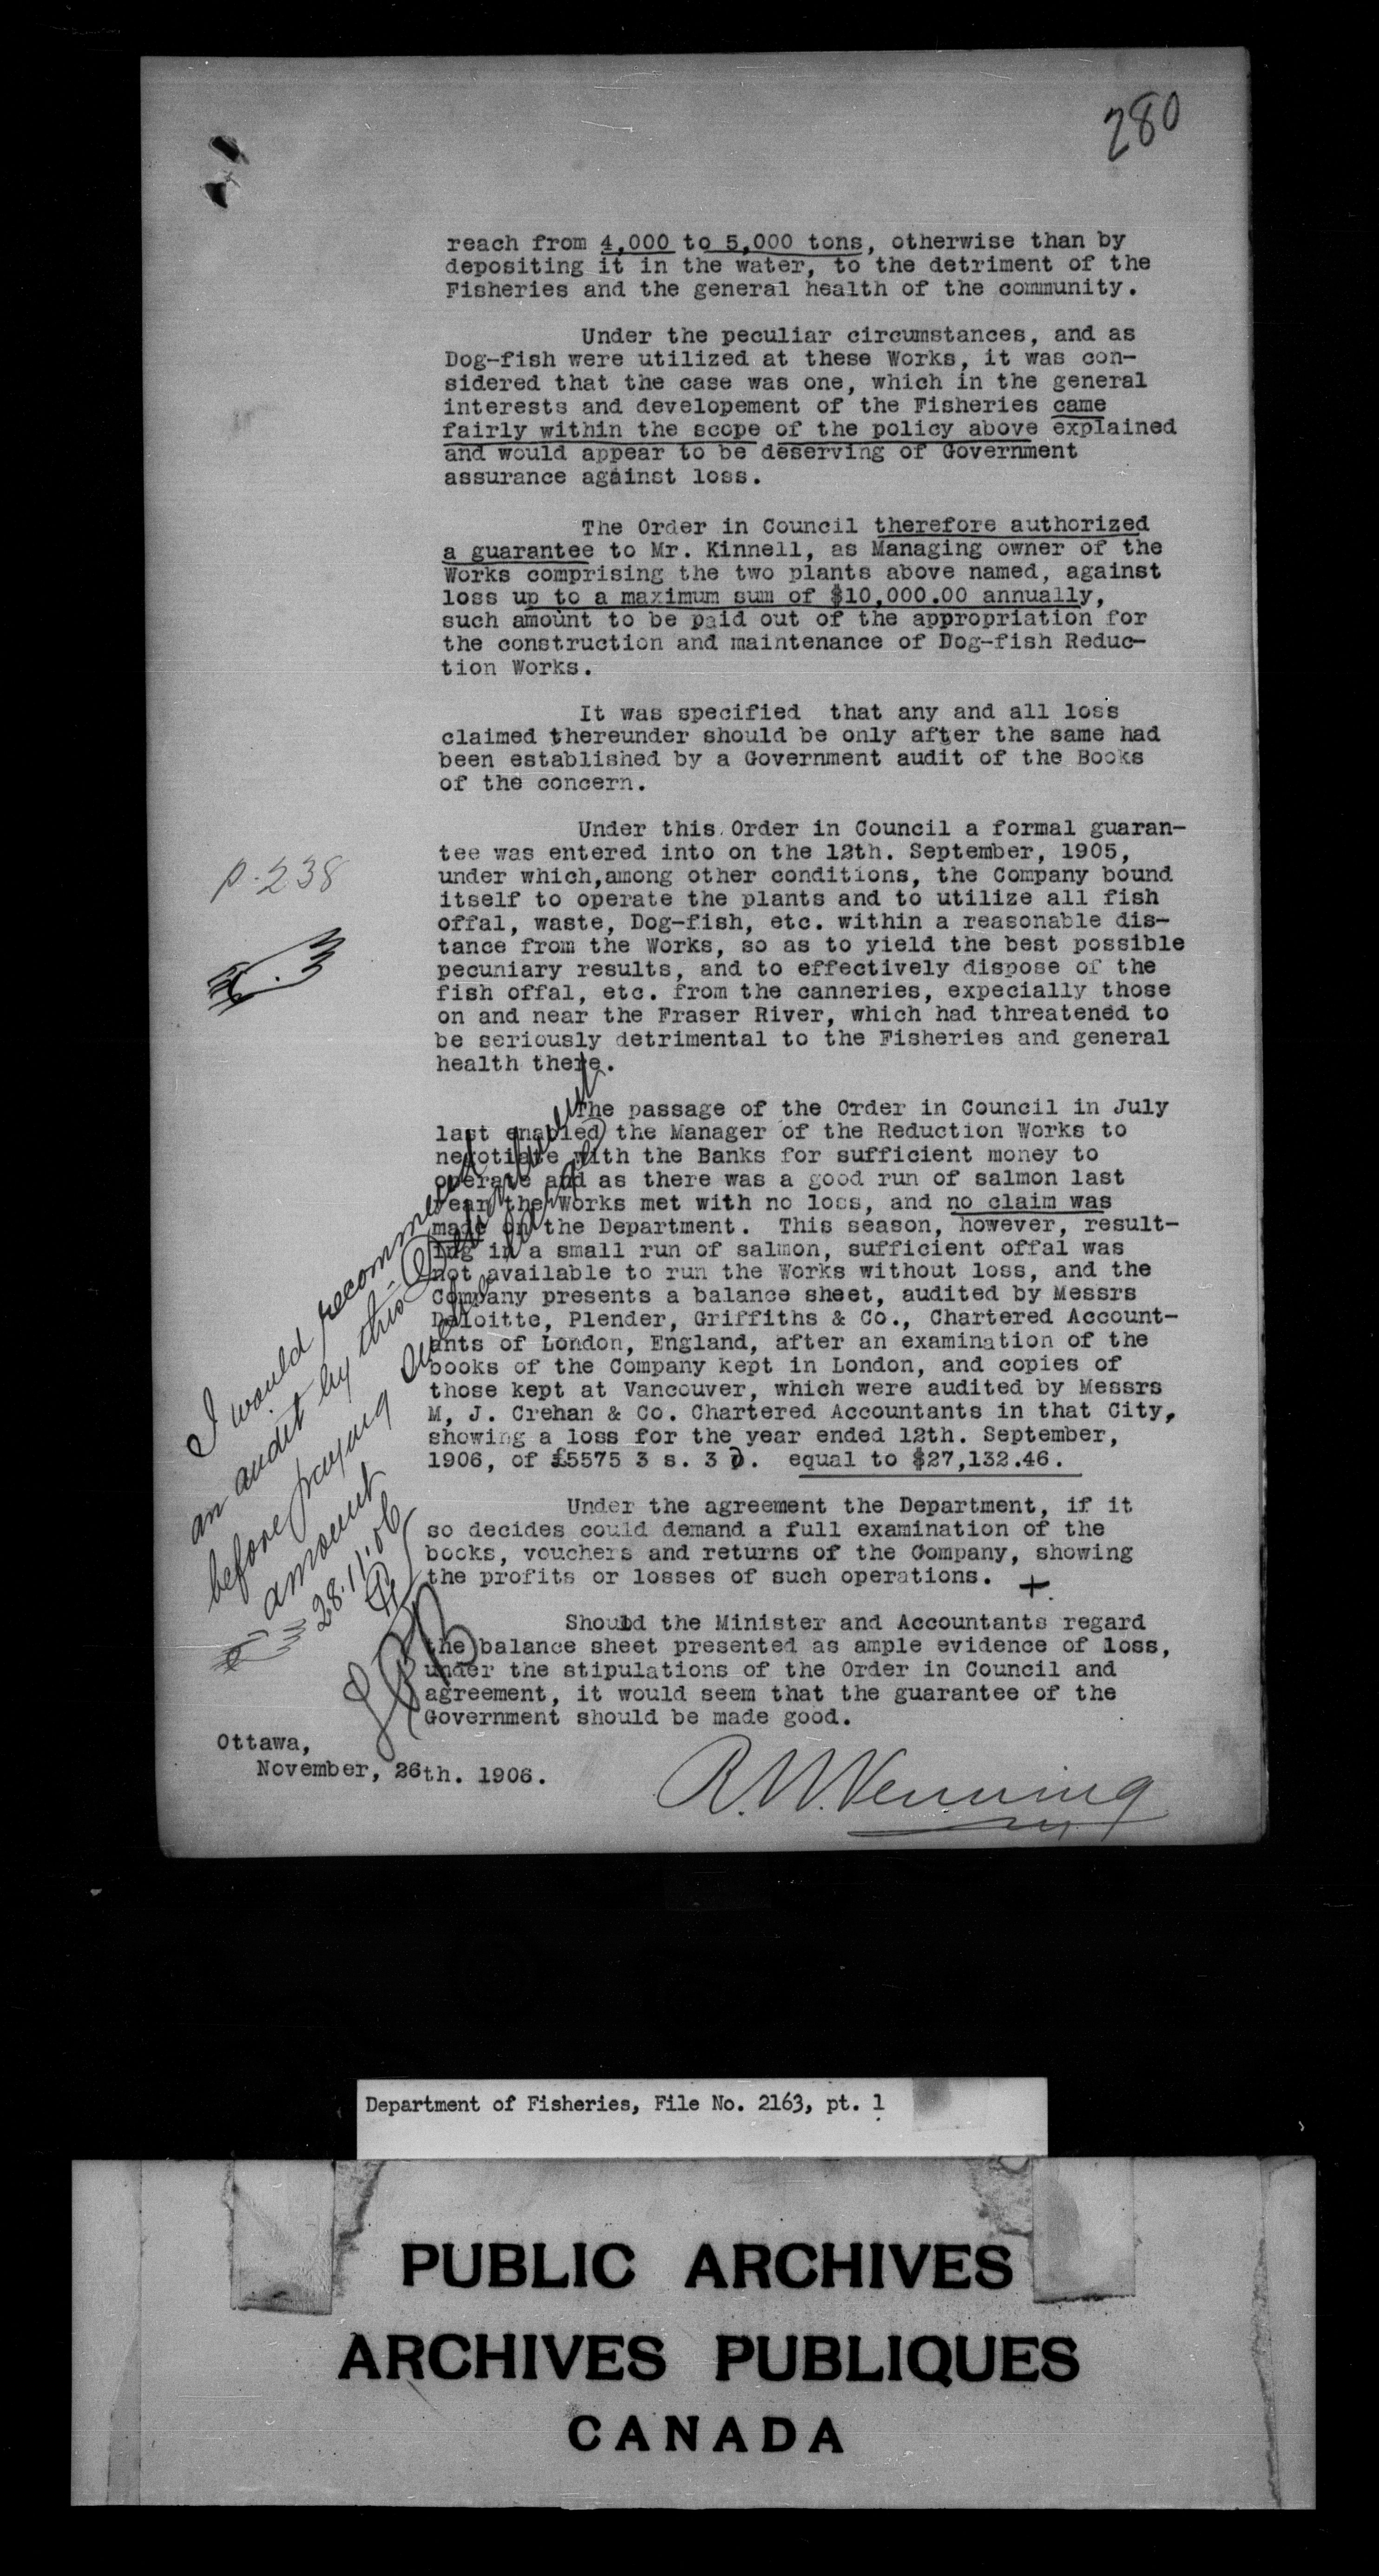 280
reach from 4,000 to 5,000 tons, otherwise than by
depositing it in the water, to the detriment of the
Fisheries and the general health of the community.
Under the peculiar circumstances, and as
Dog-fish were utilized at these Works, it was con-
sidered that the case was one, which in the general
interests and developement of the Fisheries came
fairly within the scope of the policy above explained
and would appear to be deserving of Government
assurance against loss.
The Order in Council therefore authorized
a guarantee to Mr. Kinnell, as Managing owner of the
Works comprising the two plants above named, against
loss up to a maximum sum of $10,000.00 annually,
such amount to be paid out of the appropriation for
the construction and maintenance of Dog-fish Reduc-
tion Works.
It was specified that any and all loss
claimed thereunder should be only after the same had
been established by a Government audit of the Books
of the concern.
Under this Order in Council a formal guaran-
tee was entered into on the 12th. September, 1905,
under which,among other conditions, the Company bound
itself to operate the plants and to utilize all fish
offal, waste, Dog-fish, etc. within a reasonable dis-
tance from the Works, so as to yield the best possible
pecuniary results, and to effectively dispose of the
fish offal, etc. from the canneries, expecially those
on and near the Fraser River, which had threatened to
be seriously detrimental to the Fisheries and general
health there.
p. 238
The passage of the Order in Council in July
last enabled the Manager of the Reduction Works to
negotiate with the Banks for sufficient money to
operate and as there was a good run of salmon last
year the Works met with no loss, and no claim was
made on the Department. This season, however, result-
ing in a small run of salmon, sufficient offal was
not available to run the Works without loss, and the
Company presents a balance sheet, audited by Messrs
Deloitte, Plender, Griffiths & Co., Chartered Account-
ants of London, England, after an examination of the
books of the Company kept in London, and copies of
those kept at Vancouver, which were audited by Messrs
M, J. Crehan & Co. Chartered Accountants in that City,
showing a loss for the year ended 12th. September,
1906, of £5575 3 s. 3 d. equal to $27,132.46.
Under the agreement the Department, if it
so decides could demand a full examination of the
books, vouchers and returns of the Company, showing
the profits or losses of such operations. +
Should the Minister and Accountants regard
the balance sheet presented as ample evidence of loss,
under the stipulations of the Order in Council and
agreement, it would seem that the guarantee of the
Government should be made good.
I would recommend
an audit by this Department
before paying
amount
28.11.06
Ottawa,
November, 26th. 1906.
R.N. Venning
Department of Fisheries, File No. 2163, pt. 1
PUBLIC ARCHIVES
ARCHIVES PUBLIQUES
CANADA